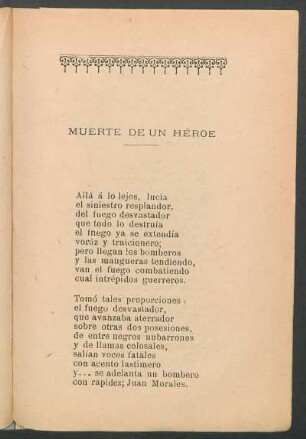 MUERTE DE UN HÉROE
Allá á lo lejos, lucía
el siniestro resplandor,
del fuego desvastador
que todo lo destruía
el fuego ya se extendía
voráz y traicionero;
pero llegan los bomberos
y las mangueras tendiendo,
van el fuego combatiendo
cual intrépidos guerreros.
Tomó tales proporciones
el fuego desvastador,
que avanzaba aterrador
sobre otras dos posesiones,
de entre negros nubarrones
y de llamas colosales,
salían voces fatales
con acento lastimero
y... se adelanta un bombero
con rapidez; Juan Morales.